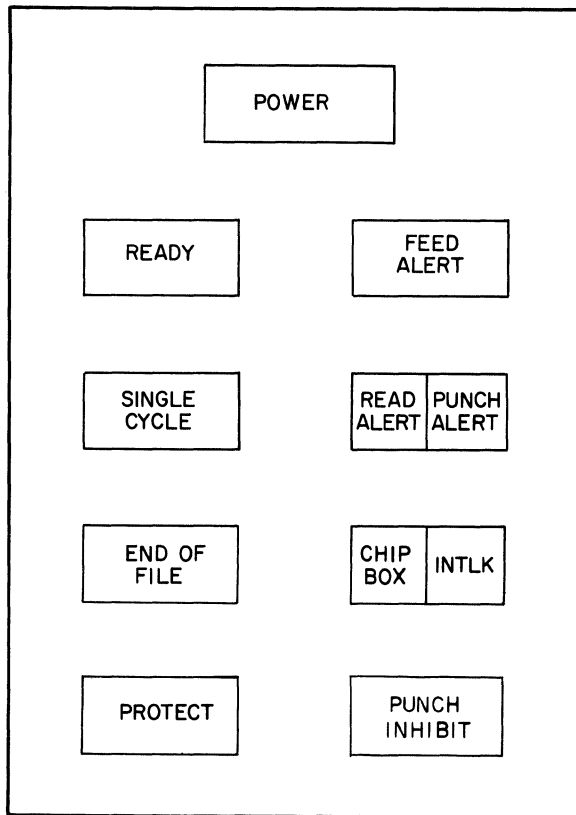 POWER
READY
FEED
ALERT
SINGLE
CYCLE
READ
ALERT
PUNCH
ALERT
END OF
FILE
CHIP
BOX
INTLK
PROTECT
PUNCH
INHIBIT